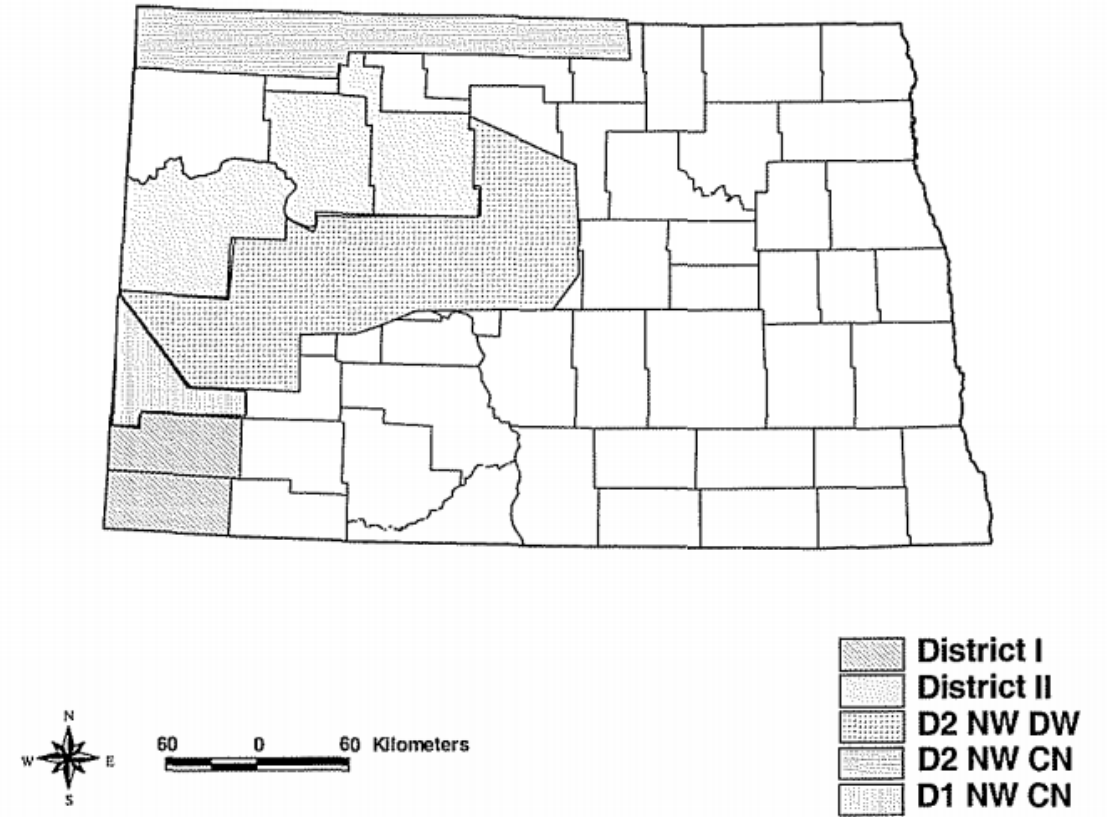 District I
District II
D2 NW DW
D2 NW CN
D1 NW CN
N
W E
S
60 0 60 Kilometers